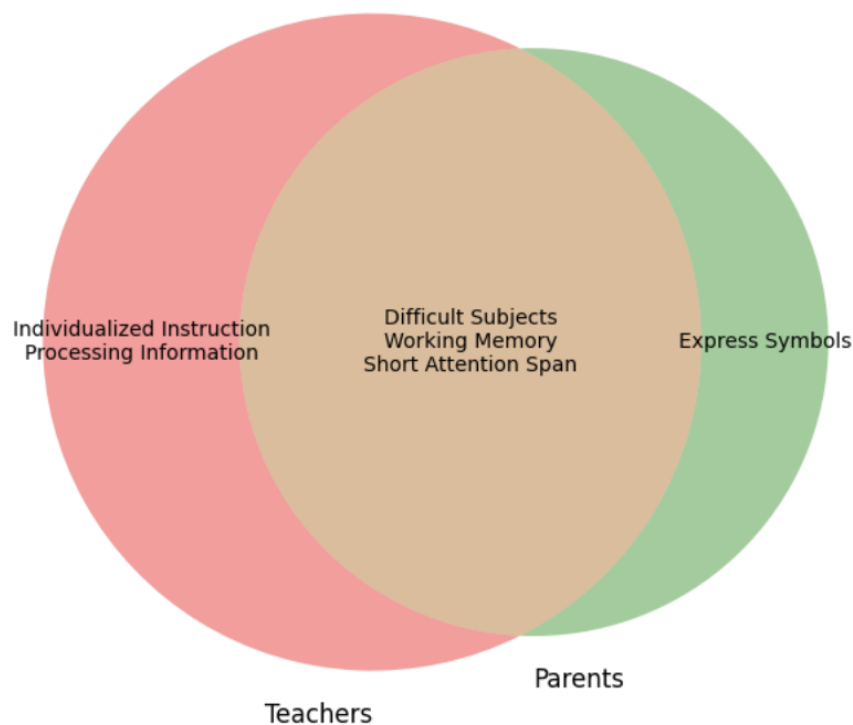 Individualized Instruction
Processing Information
Difficult Subjects
Working Memory
Short Attention Span
Express Symbols
Parents
Teachers